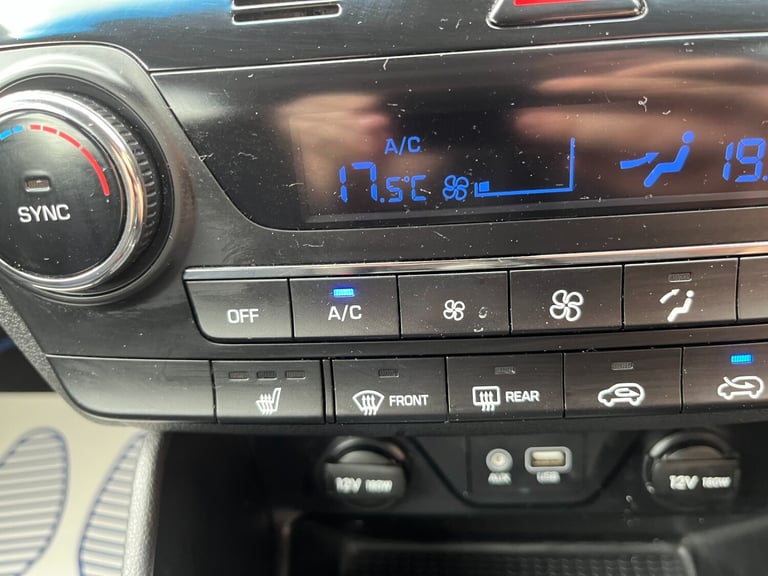 A/C
17.5°C 19.
SYNC
OFF A/C
FRONT REAR
12V 180W AUX USB 12V 180W